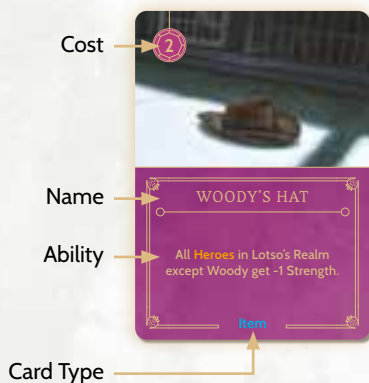 Cost
2
Name
WOODY'S HAT
Ability
All Heroes in Lotso's Realm
except Woody get -1 Strength.
Item
Card Type